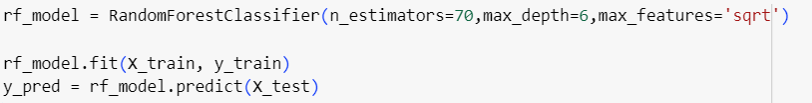 rf_model = RandomForestClassifier(n_estimators=70,max_depth=6,max_features='sqrt')
rf_model.fit(X_train, y_train)
y_pred = rf_model.predict(X_test)